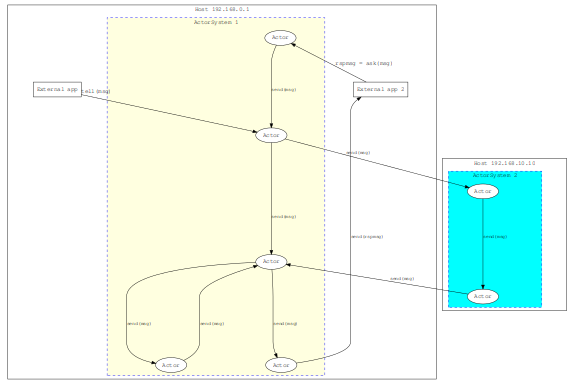 Host 192.168.0.1
ActorSystem 1
Actor
rspmsg = ask(msg)
External app
tell(msg)
send(msg)
External app 2
Actor
send(msg)
Host 192.168.10.10
ActorSystem 2
Actor
send(msg)
send(rspmsg)
send(msg)
Actor
send(msg)
Actor
send(msg)
send(msg)
send(msg)
Actor
Actor